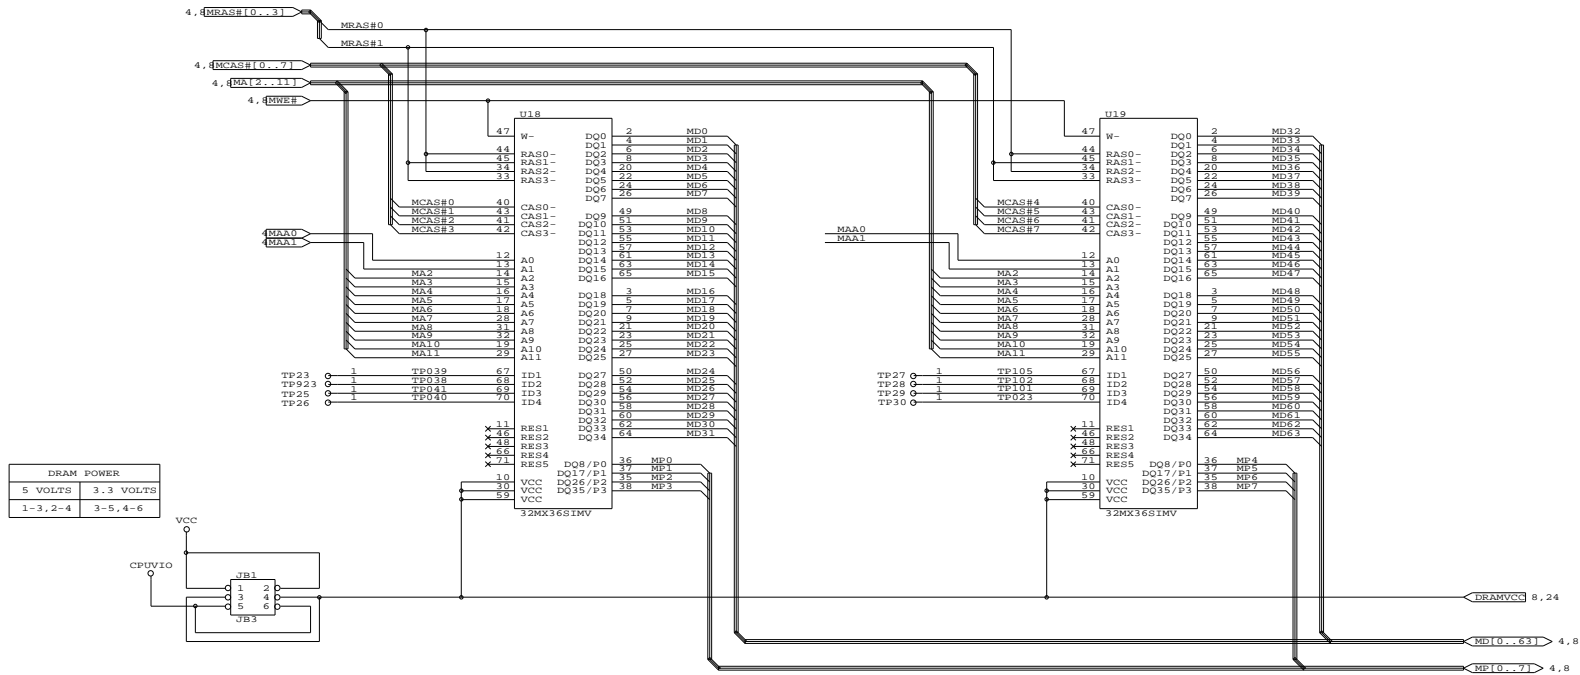 4,8 MRAS#[0..3]
MRAS#0
MRAS#1
4,8 MCAS#[0..7]
4,8 MA[2..11]
4,8 MWE#
U18
47 W- DQ0 2 MD0
DQ1 4 MD1
44 RAS0- DQ2 6 MD2
45 RAS1- DQ3 8 MD3
34 RAS2- DQ4 20 MD4
33 RAS3- DQ5 22 MD5
DQ6 24 MD6
DQ7 26 MD7
MCAS#0 40 CAS0-
MCAS#1 43 CAS1- DQ9 49 MD8
MCAS#2 41 CAS2- DQ10 51 MD9
MCAS#3 42 CAS3- DQ11 53 MD10
DQ12 55 MD11
DQ13 57 MD12
4 MAA0
4 MAA1
12 A0 DQ14 61 MD13
13 A1 DQ15 63 MD14
MA2 14 A2 DQ16 65 MD15
MA3 15 A3
MA4 16 A4 DQ18 3 MD16
MA5 17 A5 DQ19 5 MD17
MA6 18 A6 DQ20 7 MD18
MA7 28 A7 DQ21 9 MD19
MA8 31 A8 DQ22 21 MD20
MA9 32 A9 DQ23 23 MD21
MA10 19 A10 DQ24 25 MD22
MA11 29 A11 DQ25 27 MD23
TP23 1 TP039 67 ID1 DQ27 50 MD24
TP923 1 TP038 68 ID2 DQ28 52 MD25
TP25 1 TP041 69 ID3 DQ29 54 MD26
TP26 1 TP040 70 ID4 DQ30 56 MD27
DQ31 58 MD28
DQ32 60 MD29
11 RES1 DQ33 62 MD30
46 RES2 DQ34 64 MD31
48 RES3
66 RES4
71 RES5 DQ8/P0 36 MP0
DQ17/P1 37 MP1
10 VCC DQ26/P2 35 MP2
30 VCC DQ35/P3 38 MP3
59 VCC
32MX36SIMV
U19
47 W- DQ0 2 MD32
DQ1 4 MD33
44 RAS0- DQ2 6 MD34
45 RAS1- DQ3 8 MD35
34 RAS2- DQ4 20 MD36
33 RAS3- DQ5 22 MD37
DQ6 24 MD38
DQ7 26 MD39
MCAS#4 40 CAS0-
MCAS#5 43 CAS1- DQ9 49 MD40
MCAS#6 41 CAS2- DQ10 51 MD41
MCAS#7 42 CAS3- DQ11 53 MD42
DQ12 55 MD43
DQ13 57 MD44
MAA0
MAA1
12 A0 DQ14 61 MD45
13 A1 DQ15 63 MD46
MA2 14 A2 DQ16 65 MD47
MA3 15 A3
MA4 16 A4 DQ18 3 MD48
MA5 17 A5 DQ19 5 MD49
MA6 18 A6 DQ20 7 MD50
MA7 28 A7 DQ21 9 MD51
MA8 31 A8 DQ22 21 MD52
MA9 32 A9 DQ23 23 MD53
MA10 19 A10 DQ24 25 MD54
MA11 29 A11 DQ25 27 MD55
TP27 1 TP105 67 ID1 DQ27 50 MD56
TP28 1 TP102 68 ID2 DQ28 52 MD57
TP29 1 TP101 69 ID3 DQ29 54 MD58
TP30 1 TP023 70 ID4 DQ30 56 MD59
DQ31 58 MD60
DQ32 60 MD61
11 RES1 DQ33 62 MD62
46 RES2 DQ34 64 MD63
48 RES3
66 RES4
71 RES5 DQ8/P0 36 MP4
DQ17/P1 37 MP5
10 VCC DQ26/P2 35 MP6
30 VCC DQ35/P3 38 MP7
59 VCC
32MX36SIMV
DRAM POWER
5 VOLTS 3.3 VOLTS
1-3,2-4 3-5,4-6
VCC
CPUVIO
JB1
1 2
3 4
5 6
JB3
DRAMVCC 8,24
MD[0..63] 4,8
MP[0..7] 4,8